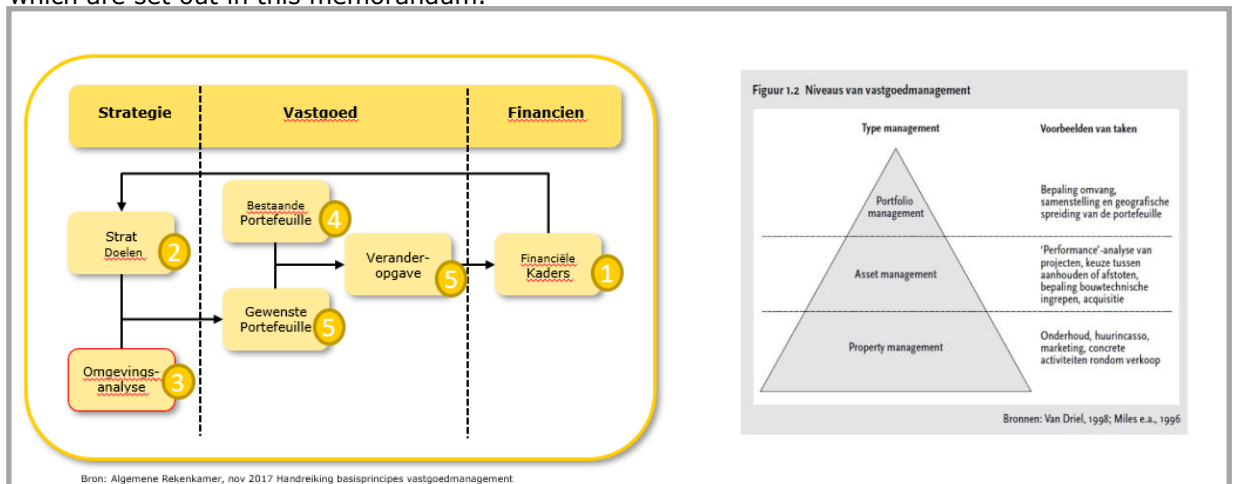 which are set out in this memorandum:
Strategie
Vastgoed
Financien
Strat
Doelen
2
Omgevings-
analyse
3
Bestaande
Portefeuille
4
Gewenste
Portefeuille
5
Verander-
opgave
5
Financiële
Kaders
1
Bron: Algemene Rekenkamer, nov 2017 Handreiking basisprincipes vastgoedmanagement
Figuur 1.2 Niveaus van vastgoedmanagement
Type management
Voorbeelden van taken
Portfolio
management
Bepaling omvang,
samenstelling en geografische
spreiding van de portefeuille
Asset management
'Performance'-analyse van
projecten, keuze tussen
aanhouden of afstoten,
bepaling bouwtechnische
ingrepen, acquisitie
Property management
Onderhoud, huurincasso,
marketing, concrete
activiteiten rondom verkoop
Bronnen: Van Driel, 1998; Miles e.a., 1996